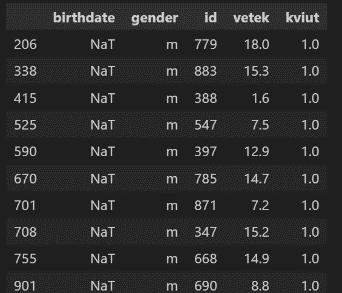 birthdate gender id vetek kviut
206 NaT m 779 18.0 1.0
338 NaT m 883 15.3 1.0
415 NaT m 388 1.6 1.0
525 NaT m 547 7.5 1.0
590 NaT m 397 12.9 1.0
670 NaT m 785 14.7 1.0
701 NaT m 871 7.2 1.0
708 NaT m 347 15.2 1.0
755 NaT m 668 14.9 1.0
901 NaT m 690 8.8 1.0